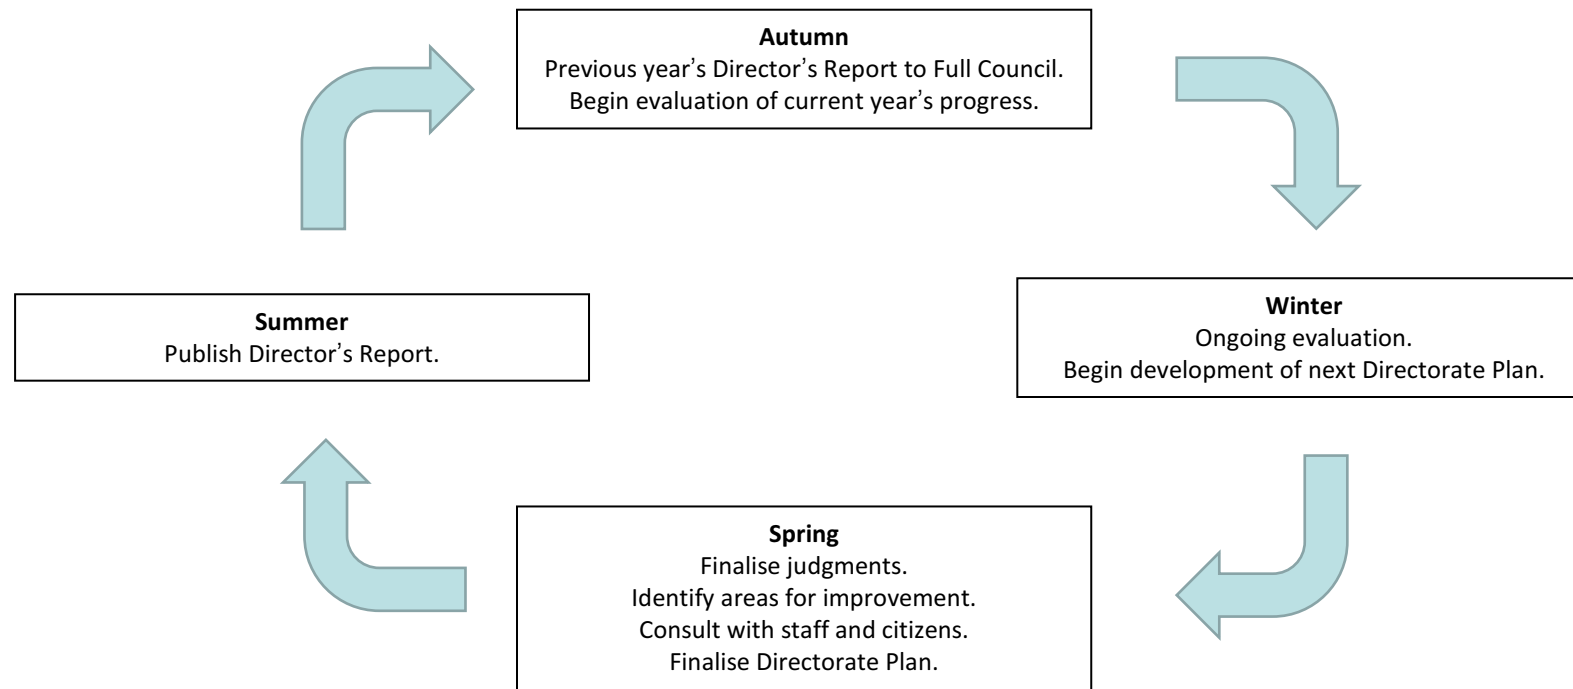 Autumn
Previous year’s Director’s Report to Full Council.
Begin evaluation of current year’s progress.
Winter
Ongoing evaluation.
Begin development of next Directorate Plan.
Spring
Finalise judgments.
Identify areas for improvement.
Consult with staff and citizens.
Finalise Directorate Plan.
Summer
Publish Director’s Report.